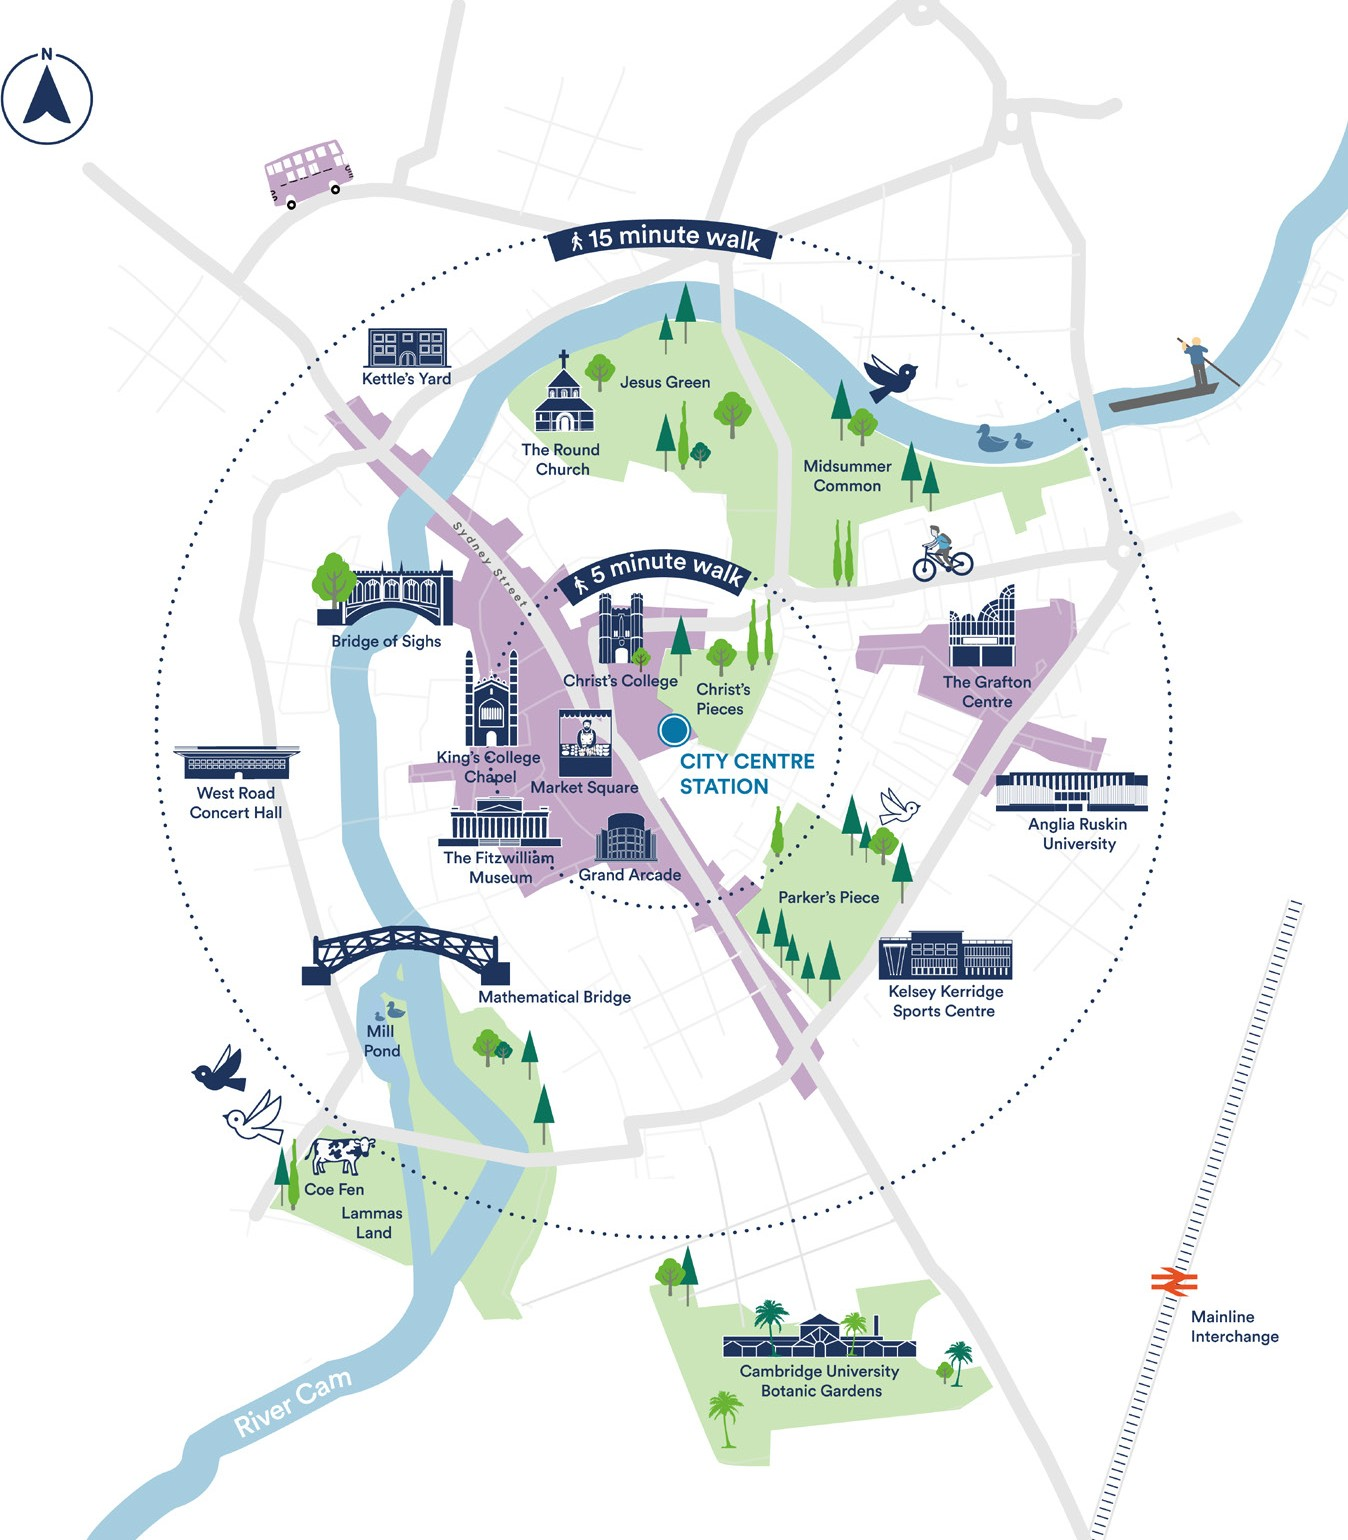 N
15 minute walk
Kettle's Yard
Jesus Green
The Round
Church
Midsummer
Common
Sydney Street
5 minute walk
Bridge of Sighs
Christ's College
Christ's
Pieces
The Grafton
Centre
King's College
Chapel
Market Square
CITY CENTRE
STATION
West Road
Concert Hall
Anglia Ruskin
University
The Fitzwilliam
Museum
Grand Arcade
Parker's Piece
Kelsey Kerridge
Sports Centre
Mathematical Bridge
Mill
Pond
Coe Fen
Lammas
Land
Mainline
Interchange
Cambridge University
Botanic Gardens
River Cam